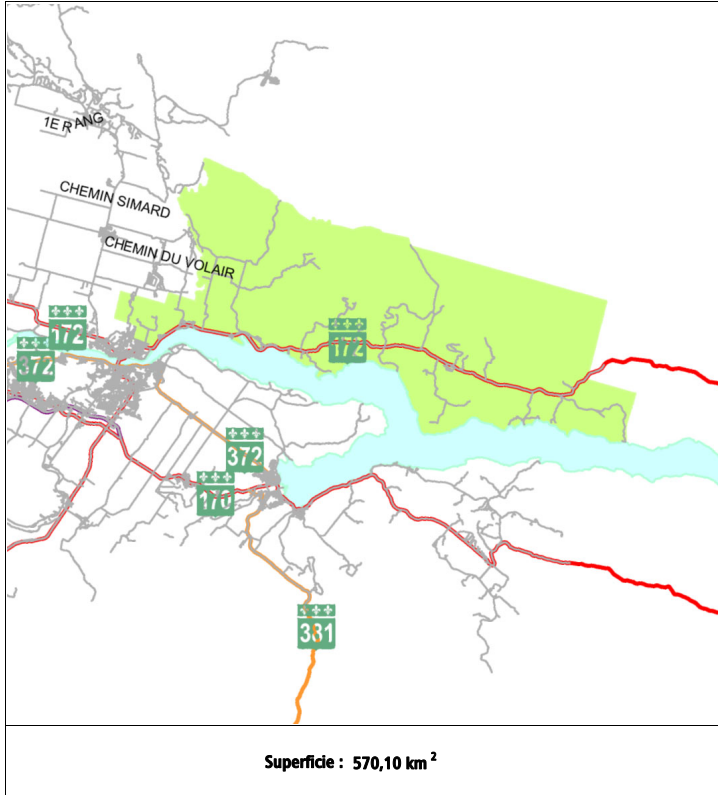 1E RANG
CHEMIN SIMARD
CHEMIN DU VOLAIR
172
372
172
372
170
381
Superficie : 570,10 km 2